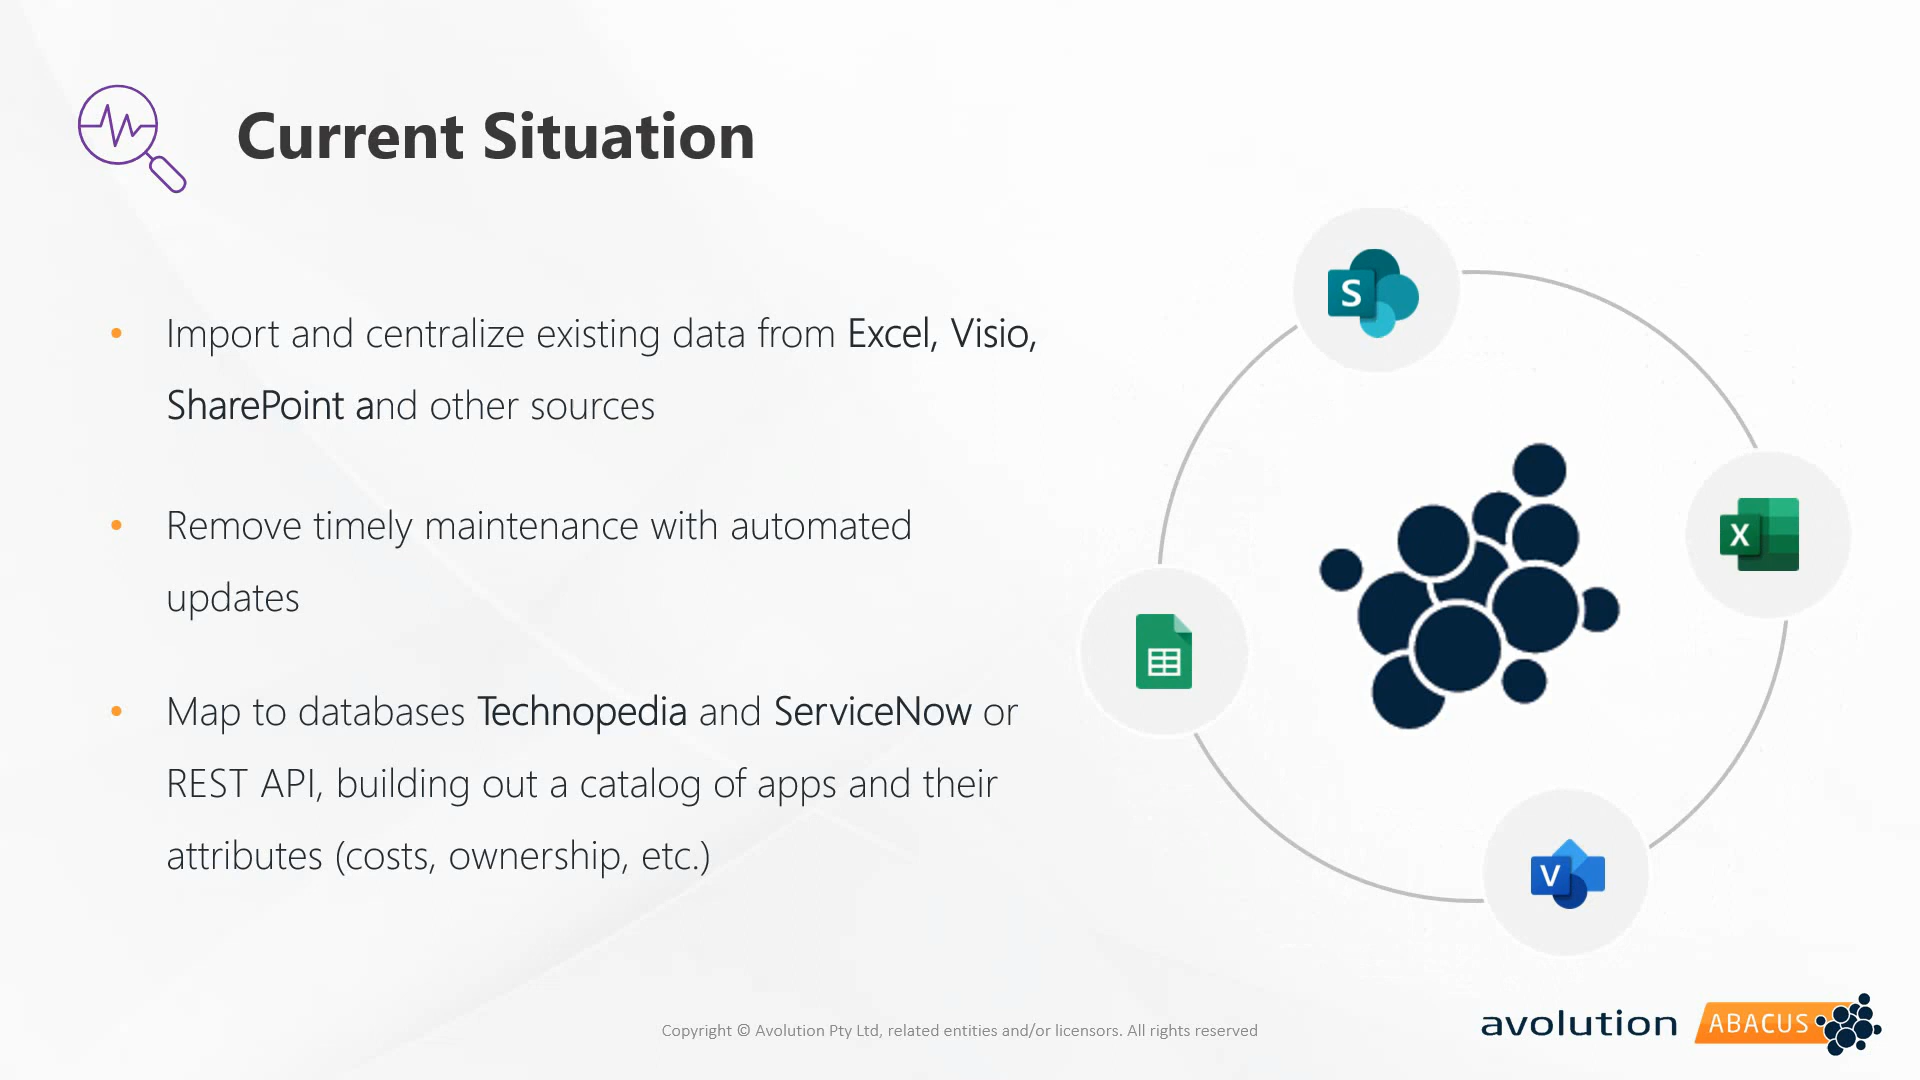 Current Situation
• Import and centralize existing data from Excel, Visio,
SharePoint and other sources
• Remove timely maintenance with automated
updates
• Map to databases Technopedia and ServiceNow or
REST API, building out a catalog of apps and their
attributes (costs, ownership, etc.)
S
X
V
Copyright © Avolution Pty Ltd, related entities and/or licensors. All rights reserved
avolution ABACUS